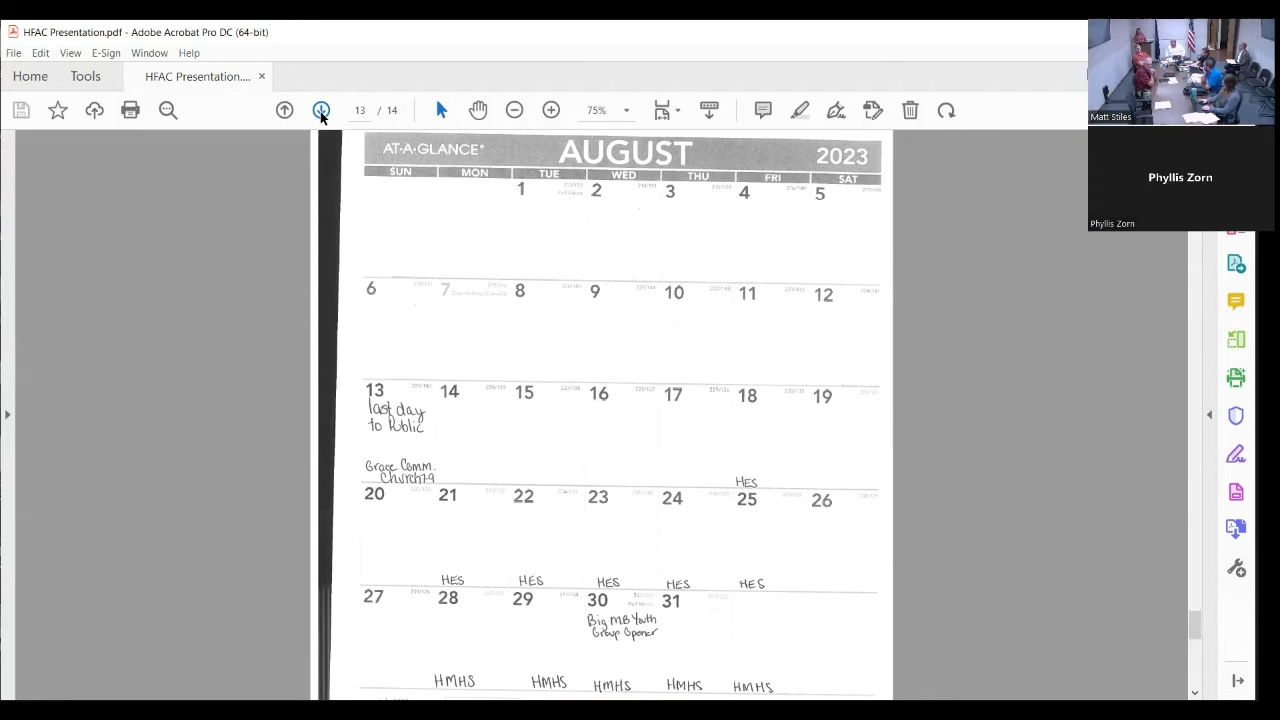 HFAC Presentation.pdf - Adobe Acrobat Pro DC (64-bit)
File Edit View E-Sign Window Help
Home Tools HFAC Presentation.... ×
13 / 14 75%
Matt Stiles
Phyllis Zorn
Phyllis Zorn
AT-A-GLANCE® AUGUST 2023
SUN MON TUE WED THU FRI SAT
1 2 3 4 5
6 7 8 9 10 11 12
13 14 15 16 17 18 19
last day
to Public
Grace Comm.
Church 7-9
HES
20 21 22 23 24 25 26
HES HES HES HES HES
27 28 29 30 31
Big MB Youth
Group Opener
HMHS HMHS HMHS HMHS HMHS